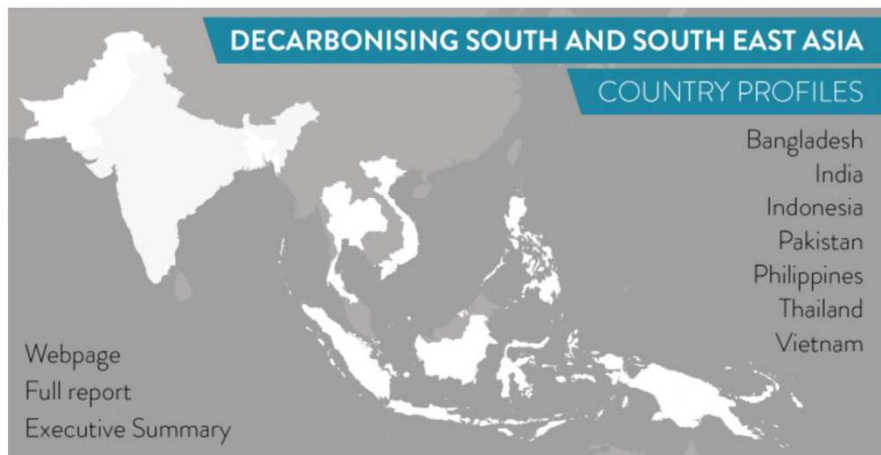 DECARBONISING SOUTH AND SOUTH EAST ASIA
COUNTRY PROFILES
Bangladesh
India
Indonesia
Pakistan
Philippines
Thailand
Vietnam
Webpage
Full report
Executive Summary